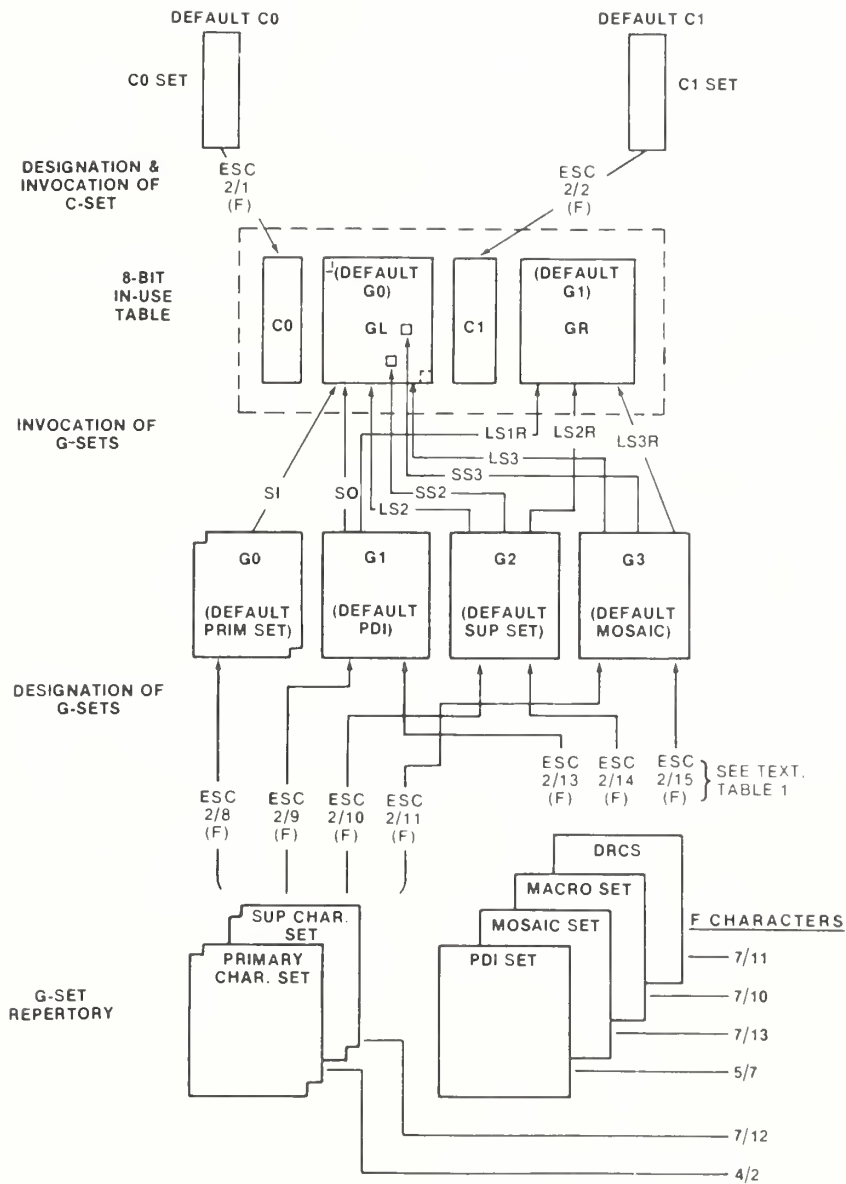 DEFAULT C0
DEFAULT C1
C0 SET
C1 SET
DESIGNATION &
INVOCATION OF
C-SET
ESC
2/1
(F)
ESC
2/2
(F)
8-BIT
IN-USE
TABLE
C0
(DEFAULT
G0)
GL
C1
(DEFAULT
G1)
GR
INVOCATION OF
G-SETS
LS1R
LS2R
LS3R
LS3
SS3
SI
SO
SS2
LS2
G0
(DEFAULT
PRIM SET)
G1
(DEFAULT
PDI)
G2
(DEFAULT
SUP SET)
G3
(DEFAULT
MOSAIC)
DESIGNATION OF
G-SETS
ESC
2/13
(F)
ESC
2/14
(F)
ESC
2/15
(F)
SEE TEXT,
TABLE 1
ESC
2/8
(F)
ESC
2/9
(F)
ESC
2/10
(F)
ESC
2/11
(F)
G-SET
REPERTORY
SUP CHAR.
SET
PRIMARY
CHAR. SET
DRCS
MACRO SET
MOSAIC SET
PDI SET
F CHARACTERS
7/11
7/10
7/13
5/7
7/12
4/2